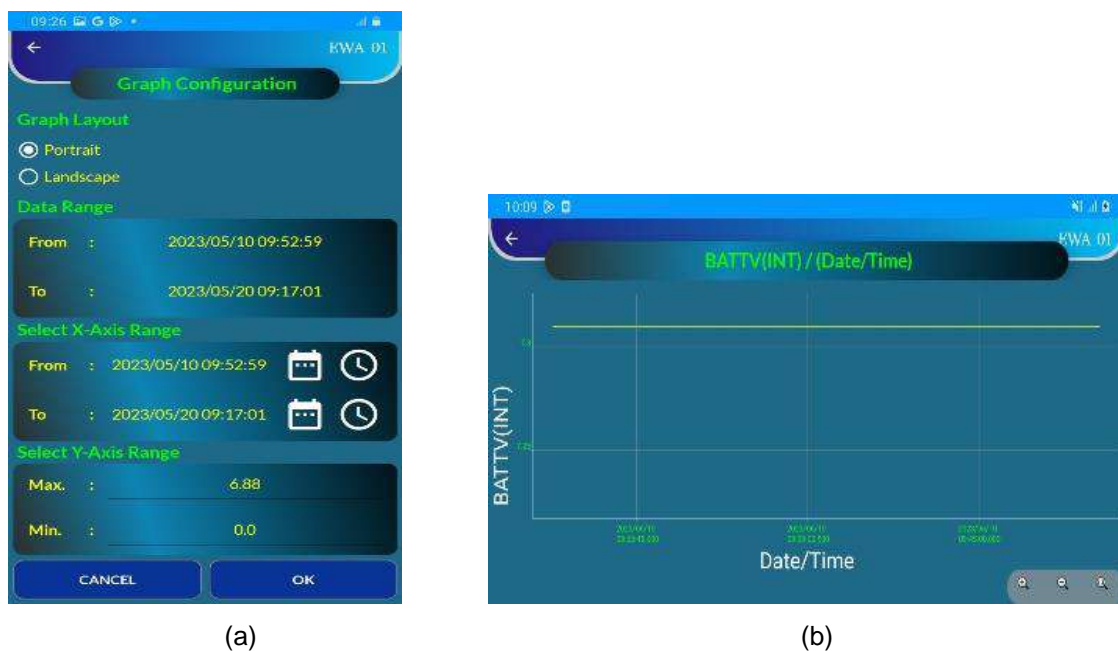 09:26
KWA 01
Graph Configuration
Graph Layout
Portrait
Landscape
Data Range
From : 2023/05/10 09:52:59
To : 2023/05/20 09:17:01
Select X-Axis Range
From : 2023/05/10 09:52:59
To : 2023/05/20 09:17:01
Select Y-Axis Range
Max. : 6.88
Min. : 0.0
CANCEL OK
(a)
10:09
KWA 01
BATTV(INT) / (Date/Time)
BATTV(INT)
Date/Time
(b)